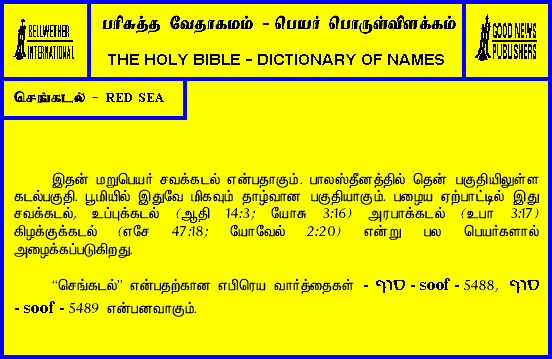 BELLWETHER
INTERNATIONAL
பரிசுத்த வேதாகமம் - பெயர் பொருள்விளக்கம்
THE HOLY BIBLE - DICTIONARY OF NAMES
GOOD NEWS
PUBLISHERS
செங்கடல் - RED SEA
இதன் மறுபெயர் சவக்கடல் என்பதாகும். பாலஸ்தீனத்தில் தென் பகுதியிலுள்ள
கடல்பகுதி. பூமியில் இதுவே மிகவும் தாழ்வான பகுதியாகும். பழைய ஏற்பாட்டில் இது
சவக்கடல், உப்புக்கடல் (ஆதி 14:3; யோசு 3:16) அரபாக்கடல் (உபா 3:17)
கிழக்குக்கடல் (எசே 47:18; யோவேல் 2:20) என்று பல பெயர்களால்
அழைக்கப்படுகிறது.
“செங்கடல்” என்பதற்கான எபிரெய வார்த்தைகள் - סוף - soof - 5488, סוף
- soof - 5489 என்பனவாகும்.